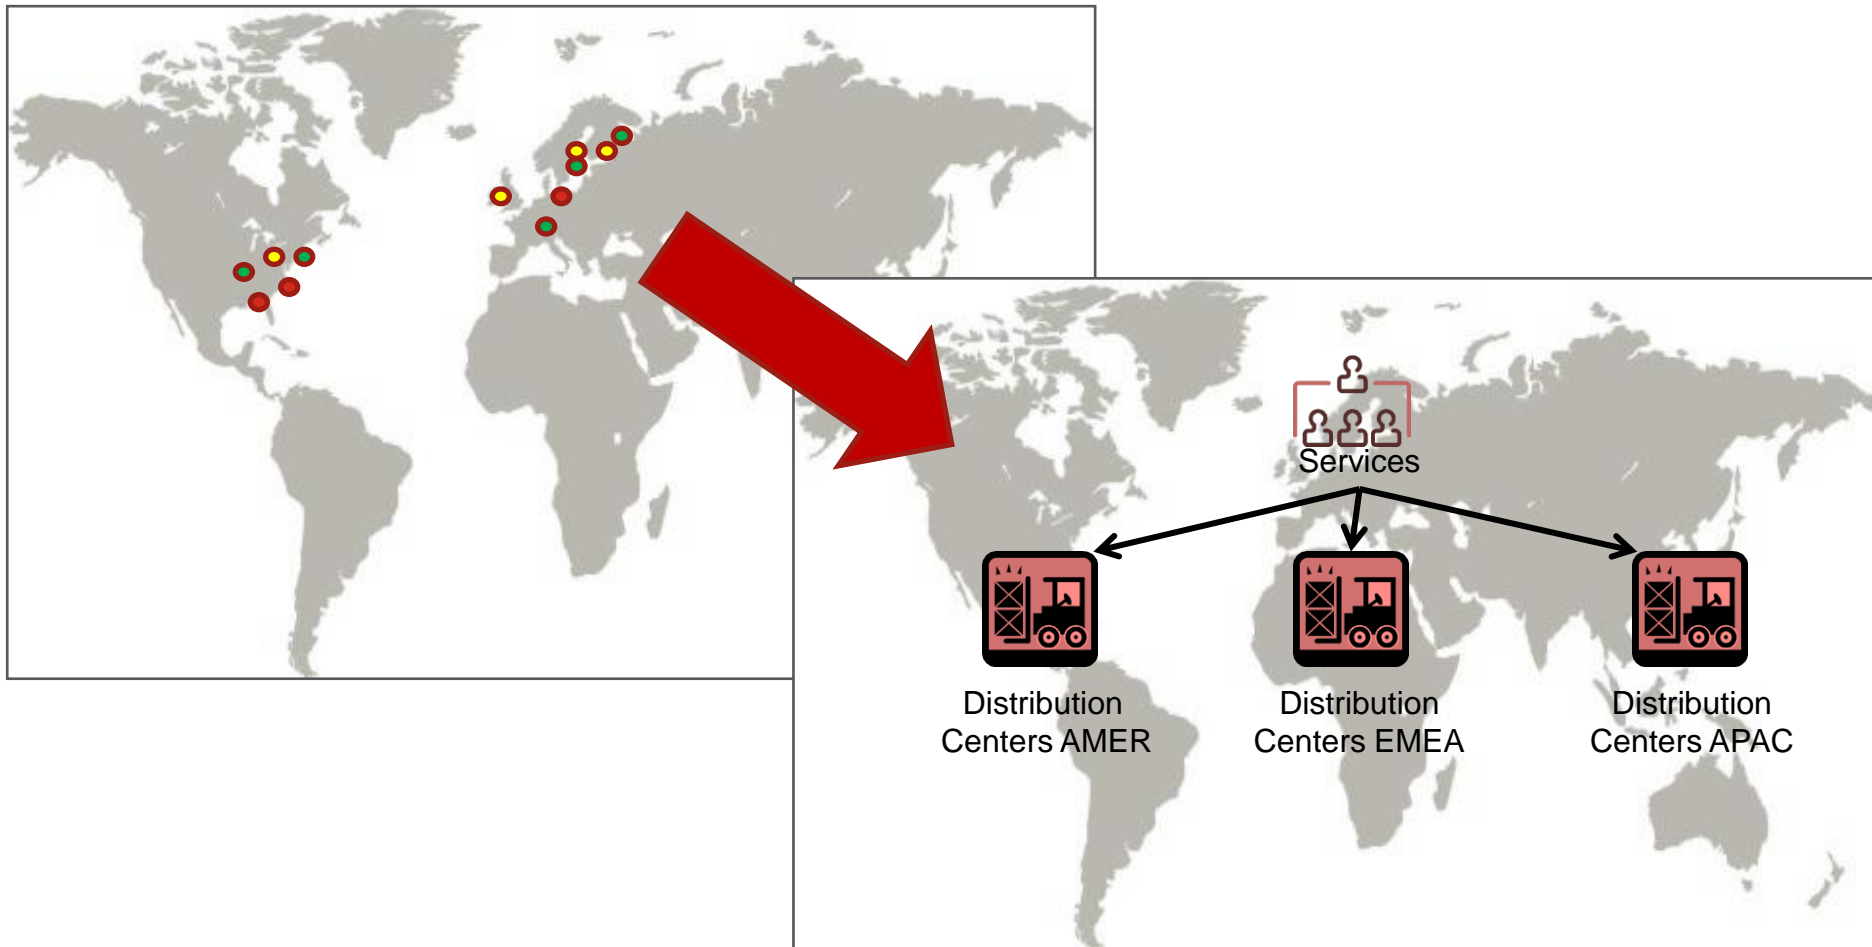 Services
Distribution
Centers AMER
Distribution
Centers EMEA
Distribution
Centers APAC